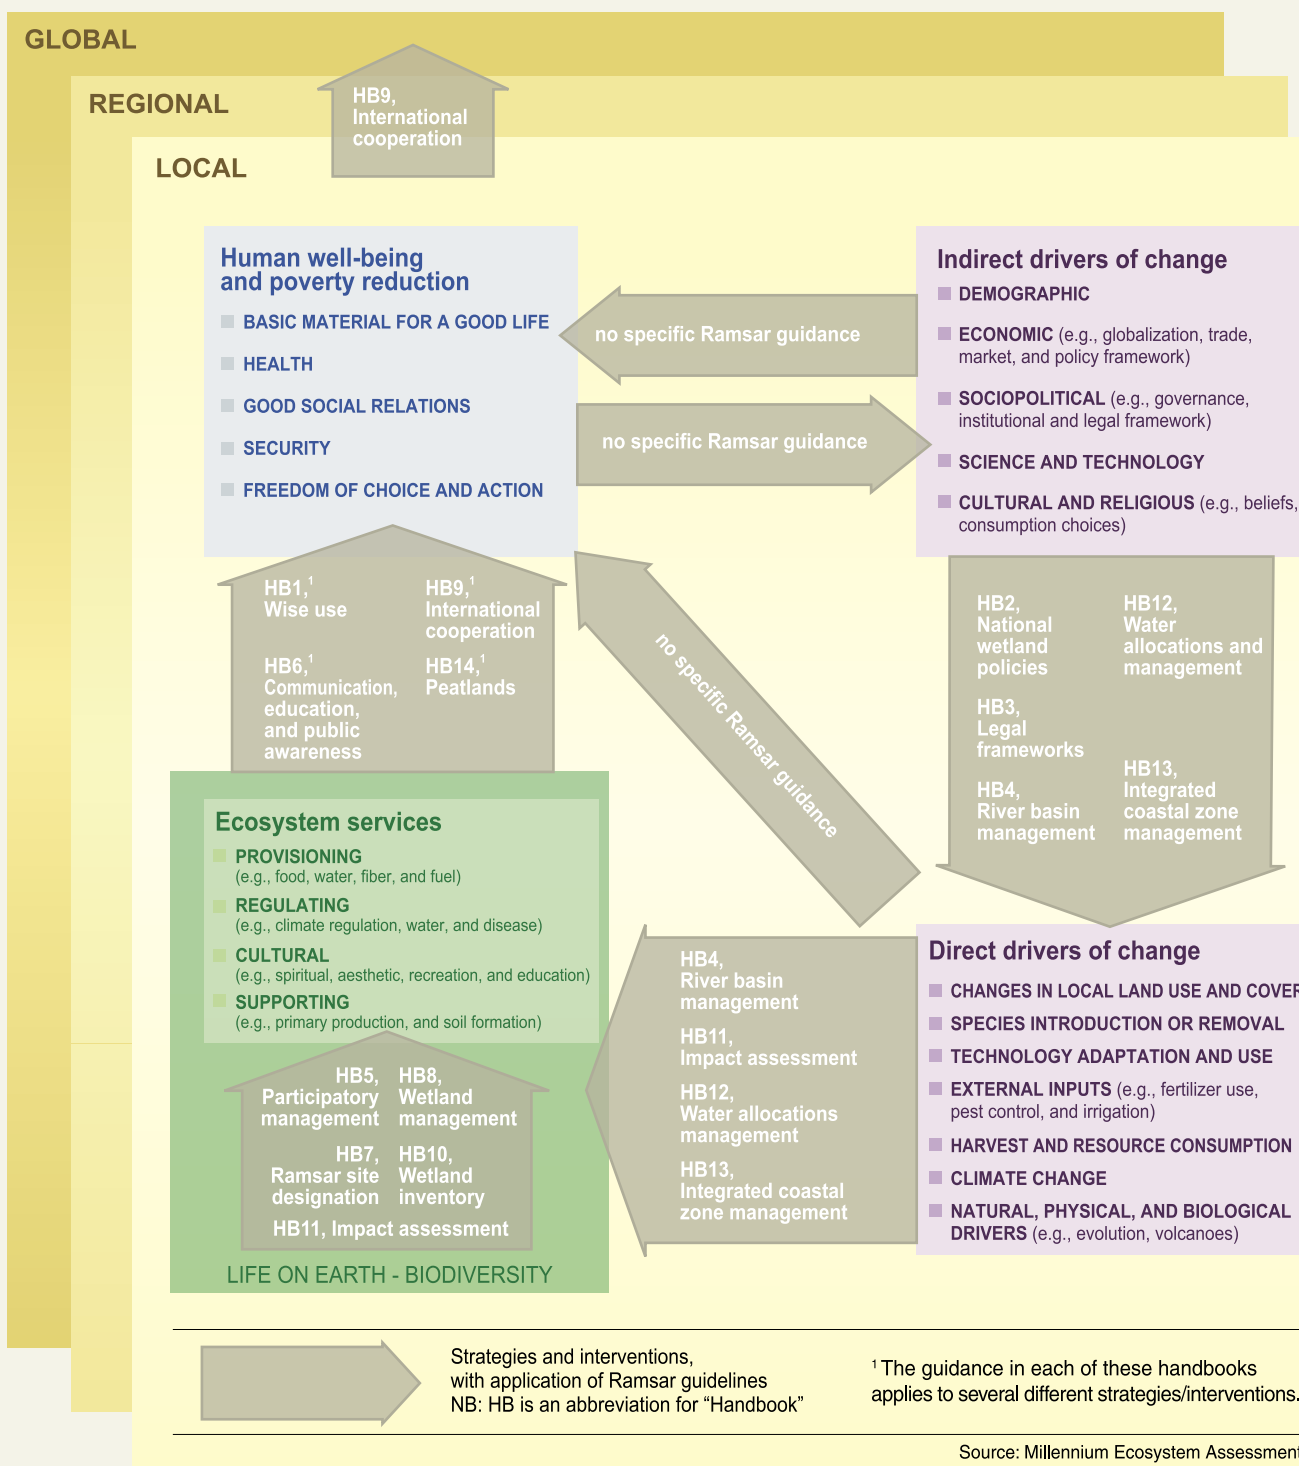 GLOBAL
REGIONAL
LOCAL
HB9,
International
cooperation
Human well-being
and poverty reduction
BASIC MATERIAL FOR A GOOD LIFE
HEALTH
GOOD SOCIAL RELATIONS
SECURITY
FREEDOM OF CHOICE AND ACTION
no specific Ramsar guidance
no specific Ramsar guidance
Indirect drivers of change
DEMOGRAPHIC
ECONOMIC (e.g., globalization, trade,
market, and policy framework)
SOCIOPOLITICAL (e.g., governance,
institutional and legal framework)
SCIENCE AND TECHNOLOGY
CULTURAL AND RELIGIOUS (e.g., beliefs,
consumption choices)
HB1,¹
Wise use
HB6,¹
Communication,
education,
and public
awareness
HB9,¹
International
cooperation
HB14,¹
Peatlands
no specific Ramsar guidance
HB2,
National
wetland
policies
HB3,
Legal
frameworks
HB4,
River basin
management
HB12,
Water
allocations and
management
HB13,
Integrated
coastal zone
management
Ecosystem services
PROVISIONING
(e.g., food, water, fiber, and fuel)
REGULATING
(e.g., climate regulation, water, and disease)
CULTURAL
(e.g., spiritual, aesthetic, recreation, and education)
SUPPORTING
(e.g., primary production, and soil formation)
HB5,
Participatory
management
HB8,
Wetland
management
HB7,
Ramsar site
designation
HB10,
Wetland
inventory
HB11, Impact assessment
LIFE ON EARTH - BIODIVERSITY
HB4,
River basin
management
HB11,
Impact assessment
HB12,
Water allocations
management
HB13,
Integrated coastal
zone management
Direct drivers of change
CHANGES IN LOCAL LAND USE AND COVER
SPECIES INTRODUCTION OR REMOVAL
TECHNOLOGY ADAPTATION AND USE
EXTERNAL INPUTS (e.g., fertilizer use,
pest control, and irrigation)
HARVEST AND RESOURCE CONSUMPTION
CLIMATE CHANGE
NATURAL, PHYSICAL, AND BIOLOGICAL
DRIVERS (e.g., evolution, volcanoes)
Strategies and interventions,
with application of Ramsar guidelines
NB: HB is an abbreviation for “Handbook”
¹ The guidance in each of these handbooks
applies to several different strategies/interventions.
Source: Millennium Ecosystem Assessment